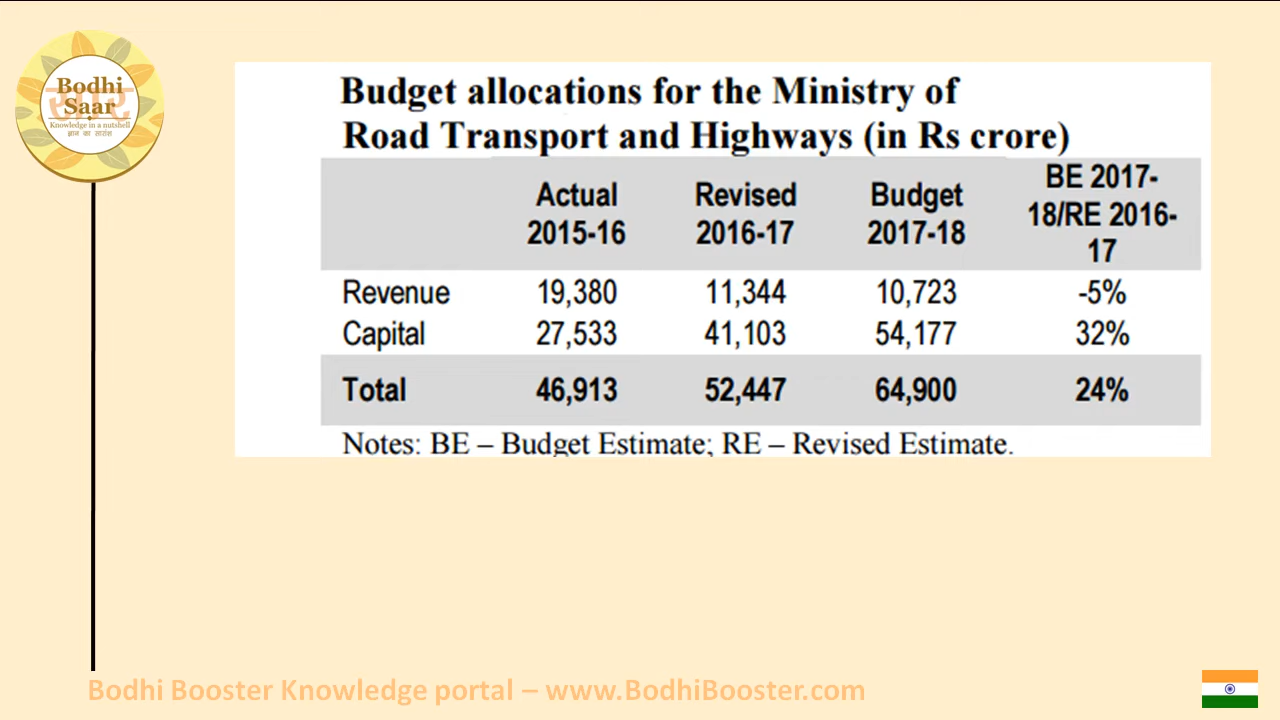 Bodhi
Saar
Knowledge in a nutshell
ज्ञान का सारांश
Budget allocations for the Ministry of
Road Transport and Highways (in Rs crore)
Actual 2015-16 Revised 2016-17 Budget 2017-18 BE 2017-18/RE 2016-17
Revenue 19,380 11,344 10,723 -5%
Capital 27,533 41,103 54,177 32%
Total 46,913 52,447 64,900 24%
Notes: BE – Budget Estimate; RE – Revised Estimate.
Bodhi Booster Knowledge portal – www.BodhiBooster.com